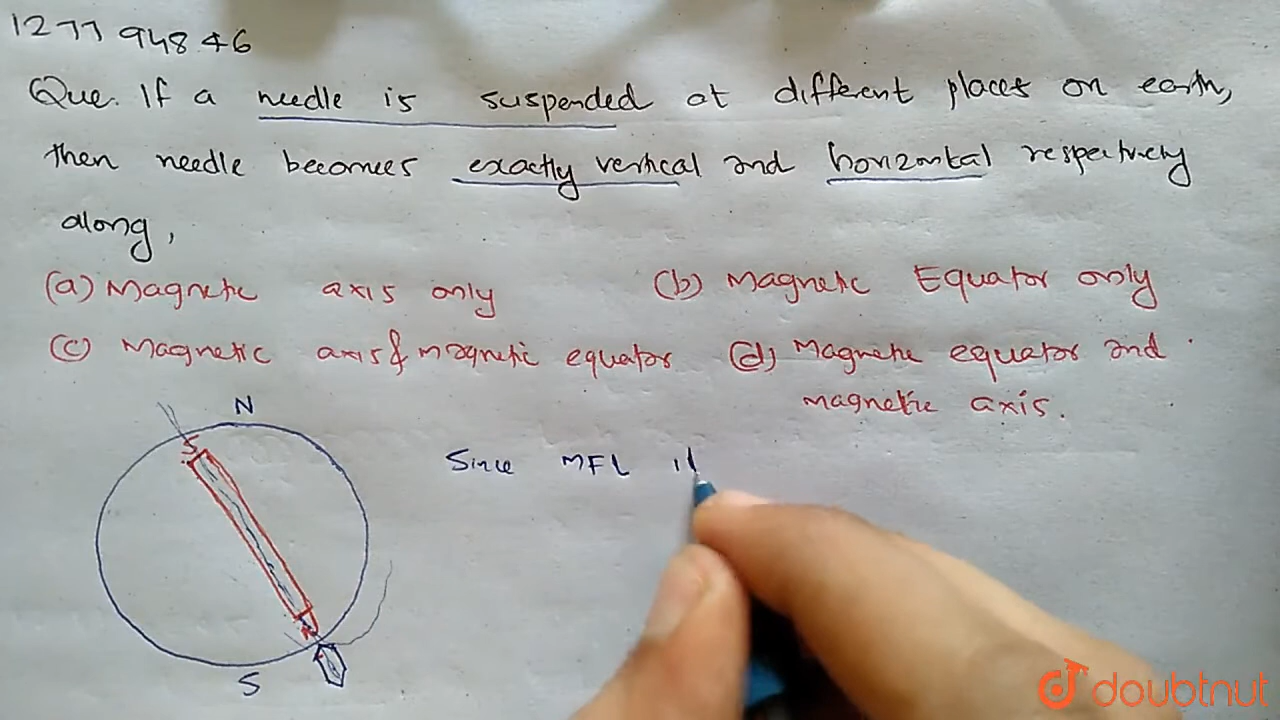 1277 94846
Que. If a needle is suspended at different places on earth,
then needle becomes exactly vertical and horizontal respectively
along,
(a) Magnetic axis only (b) Magnetic Equator only
(c) Magnetic axis & magnetic equator (d) Magnetic equator and
magnetic axis.
N
S
Since MFL
N
S
doubtnut